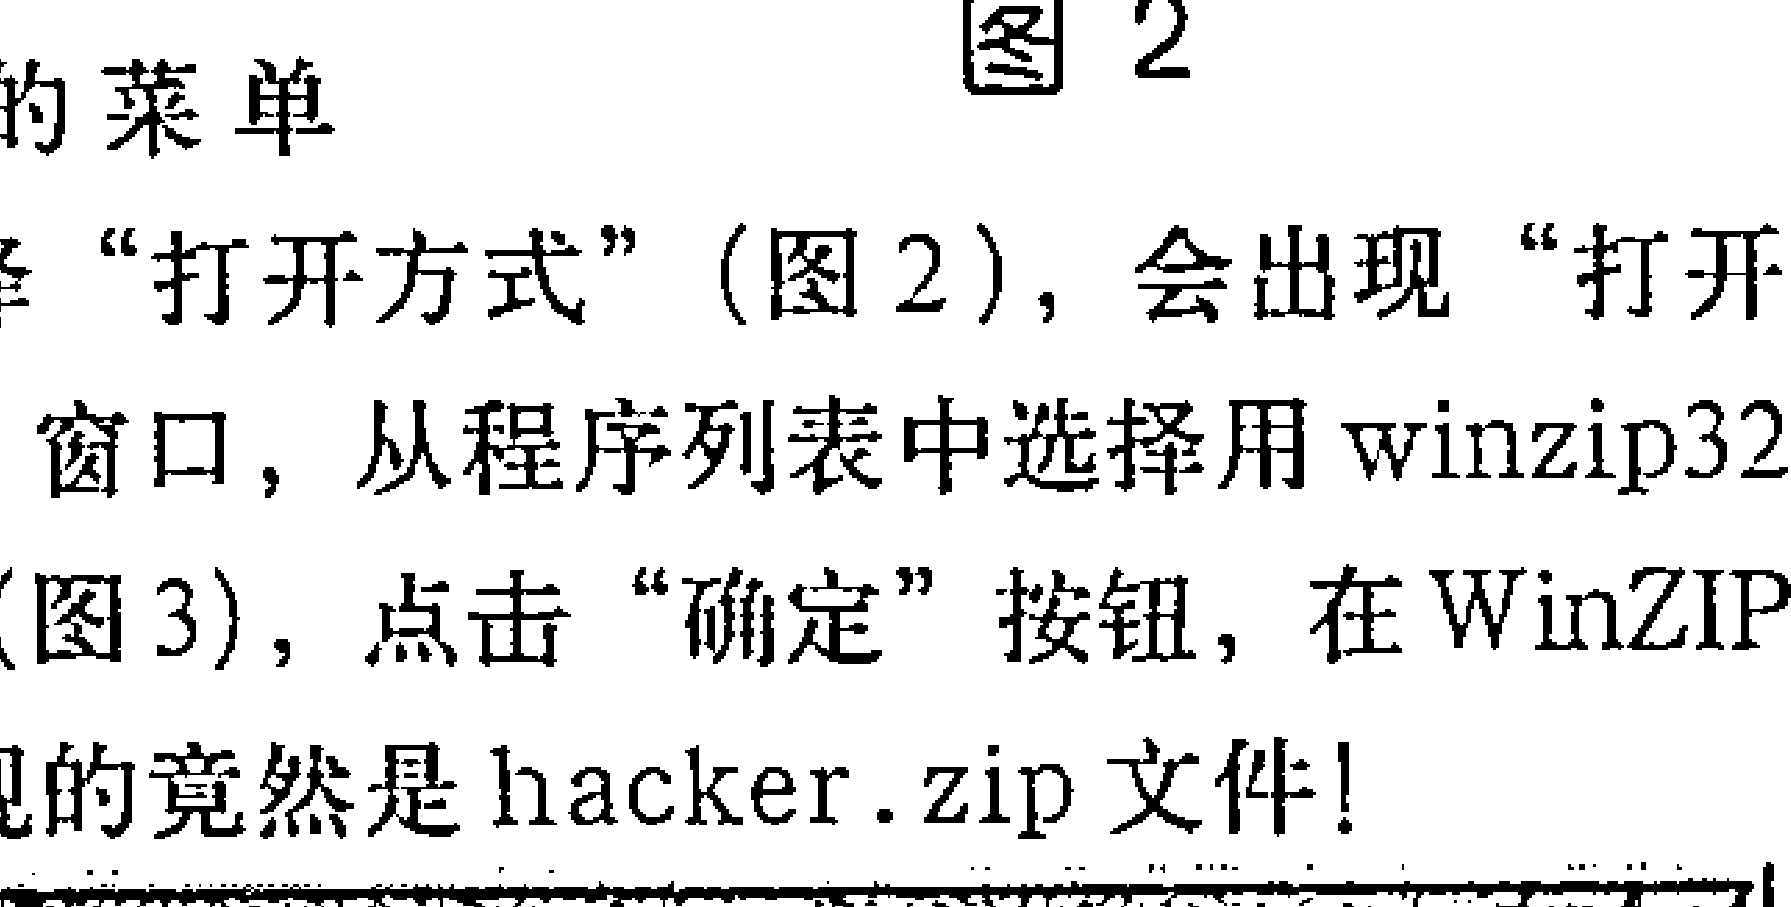 图 2
的菜单
“打开方式”(图 2),会出现“打开
窗口,从程序列表中选择用 winzip32
(图 3),点击“确定”按钮,在 WinZIP
的竟然是 hacker.zip 文件!